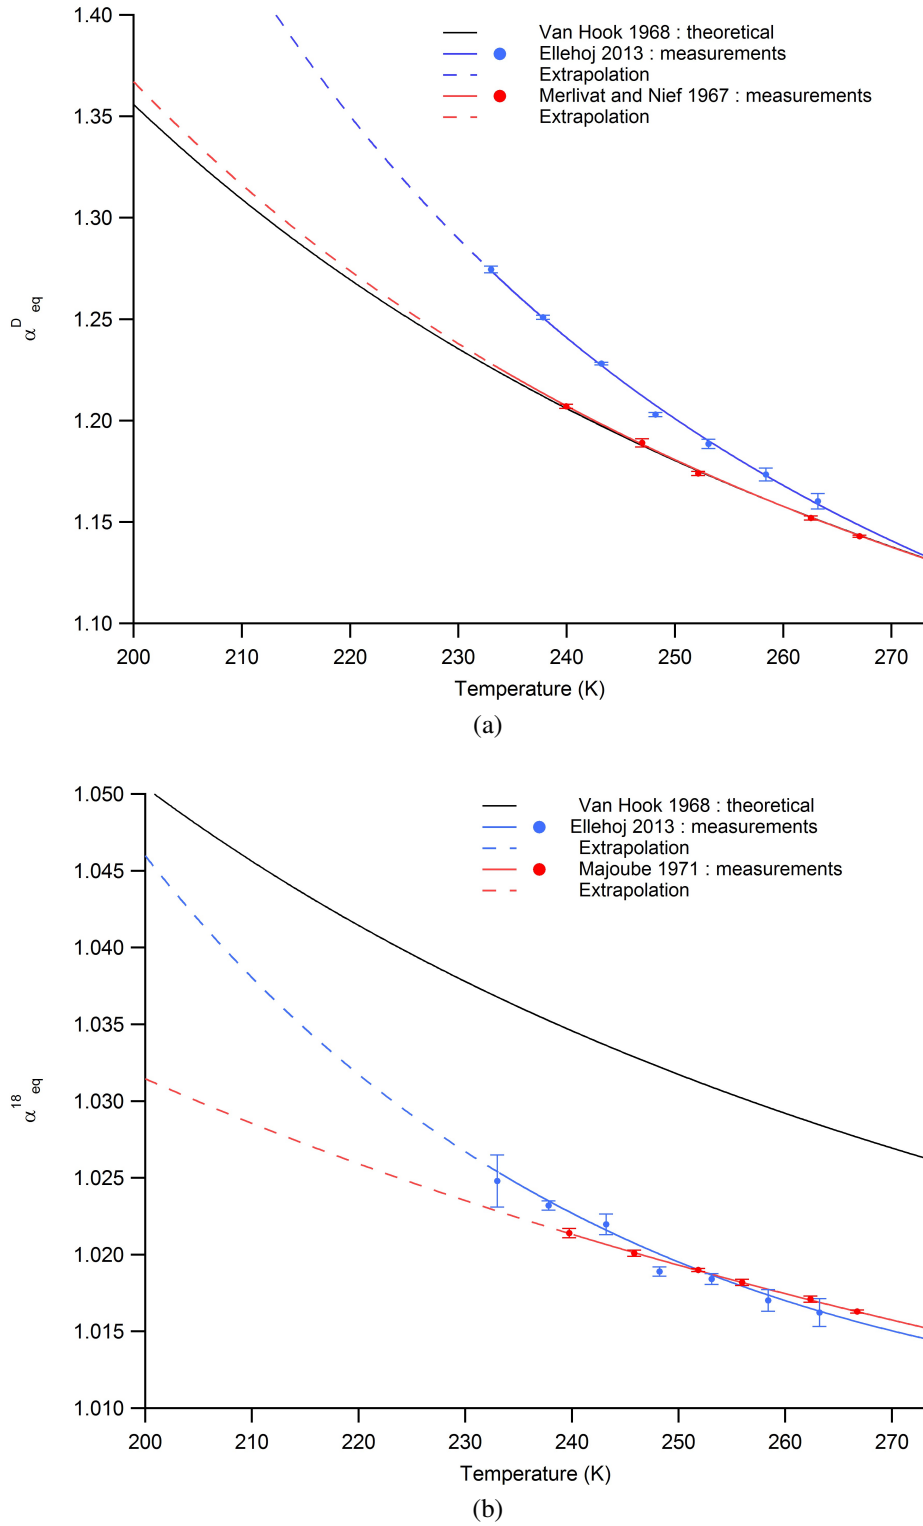 1.40
1.35
1.30
1.25
1.20
1.15
1.10
α D eq
Van Hook 1968 : theoretical
Ellehoj 2013 : measurements
Extrapolation
Merlivat and Nief 1967 : measurements
Extrapolation
200 210 220 230 240 250 260 270
Temperature (K)
(a)
1.050
1.045
1.040
1.035
1.030
1.025
1.020
1.015
1.010
α 18 eq
Van Hook 1968 : theoretical
Ellehoj 2013 : measurements
Extrapolation
Majoube 1971 : measurements
Extrapolation
200 210 220 230 240 250 260 270
Temperature (K)
(b)